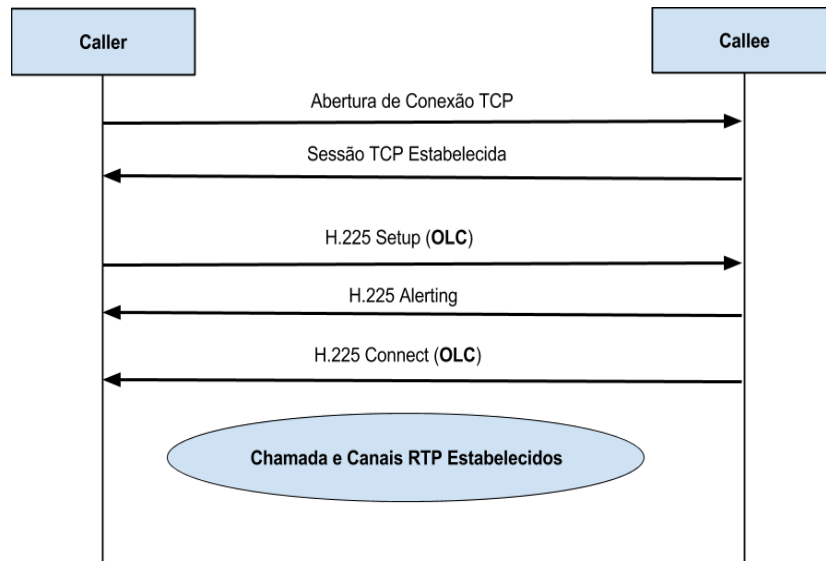 Caller
Callee
Abertura de Conexão TCP
Sessão TCP Estabelecida
H.225 Setup (OLC)
H.225 Alerting
H.225 Connect (OLC)
Chamada e Canais RTP Estabelecidos